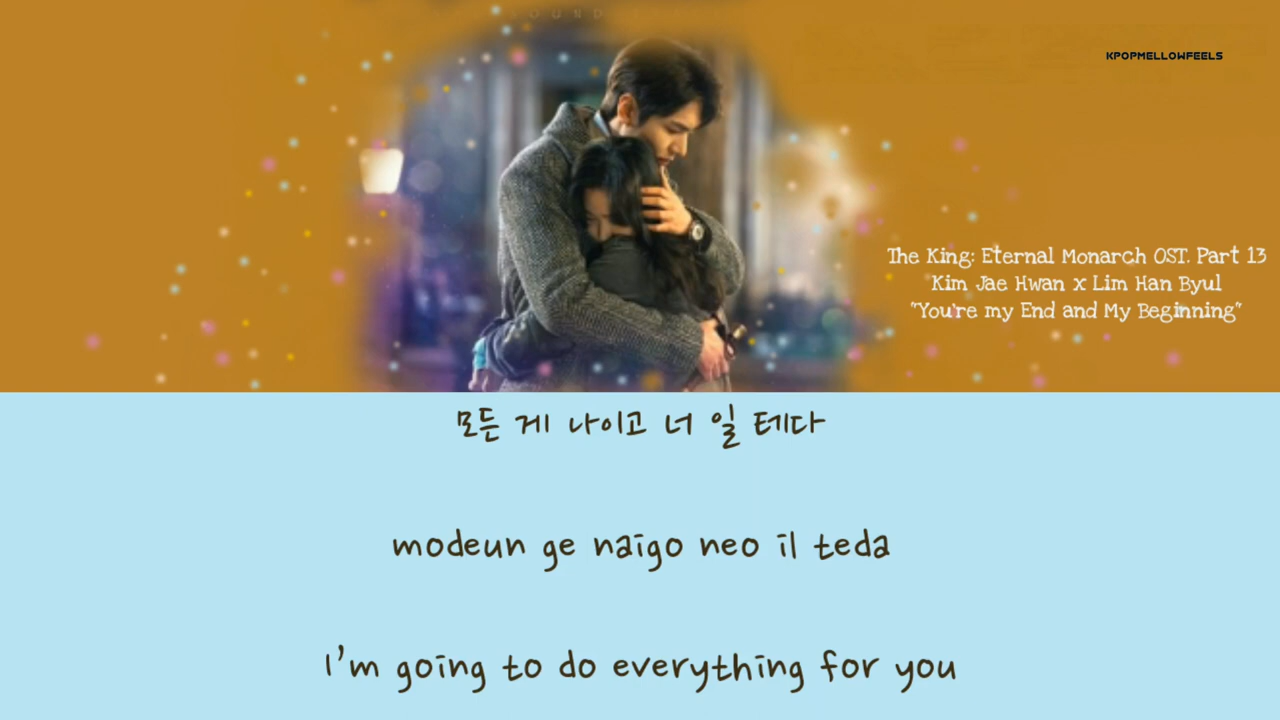 KPOPMELLOWFEELS
The King: Eternal Monarch OST. Part 13
Kim Jae Hwan x Lim Han Byul
"You're my End and My Beginning"
모든 게 나이고 너 일 테다
modeun ge naigo neo il teda
I'm going to do everything for you